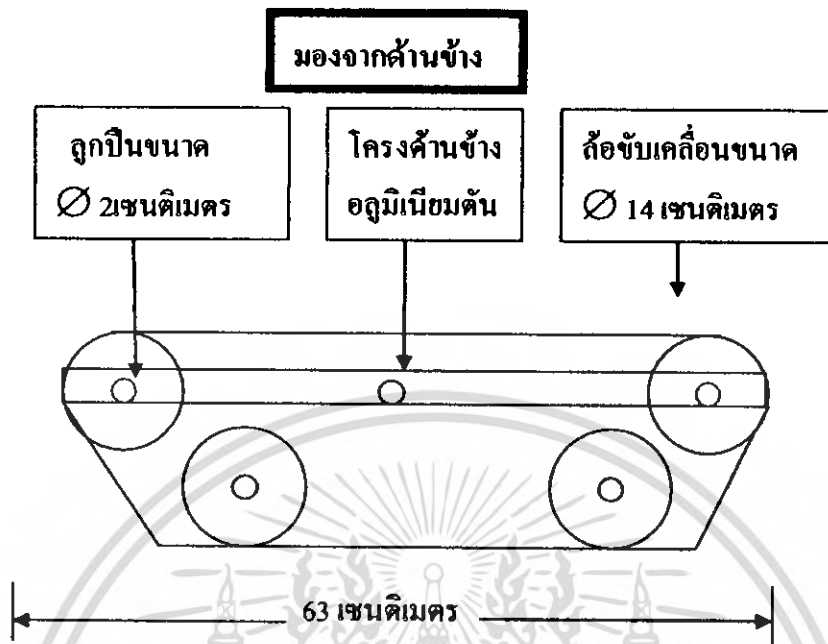 มองจากด้านข้าง
ลูกปืนขนาด
∅ 2เซนติเมตร
โครงด้านข้าง
อลูมิเนียมตัน
ล้อขับเคลื่อนขนาด
∅ 14 เซนติเมตร
63 เซนติเมตร